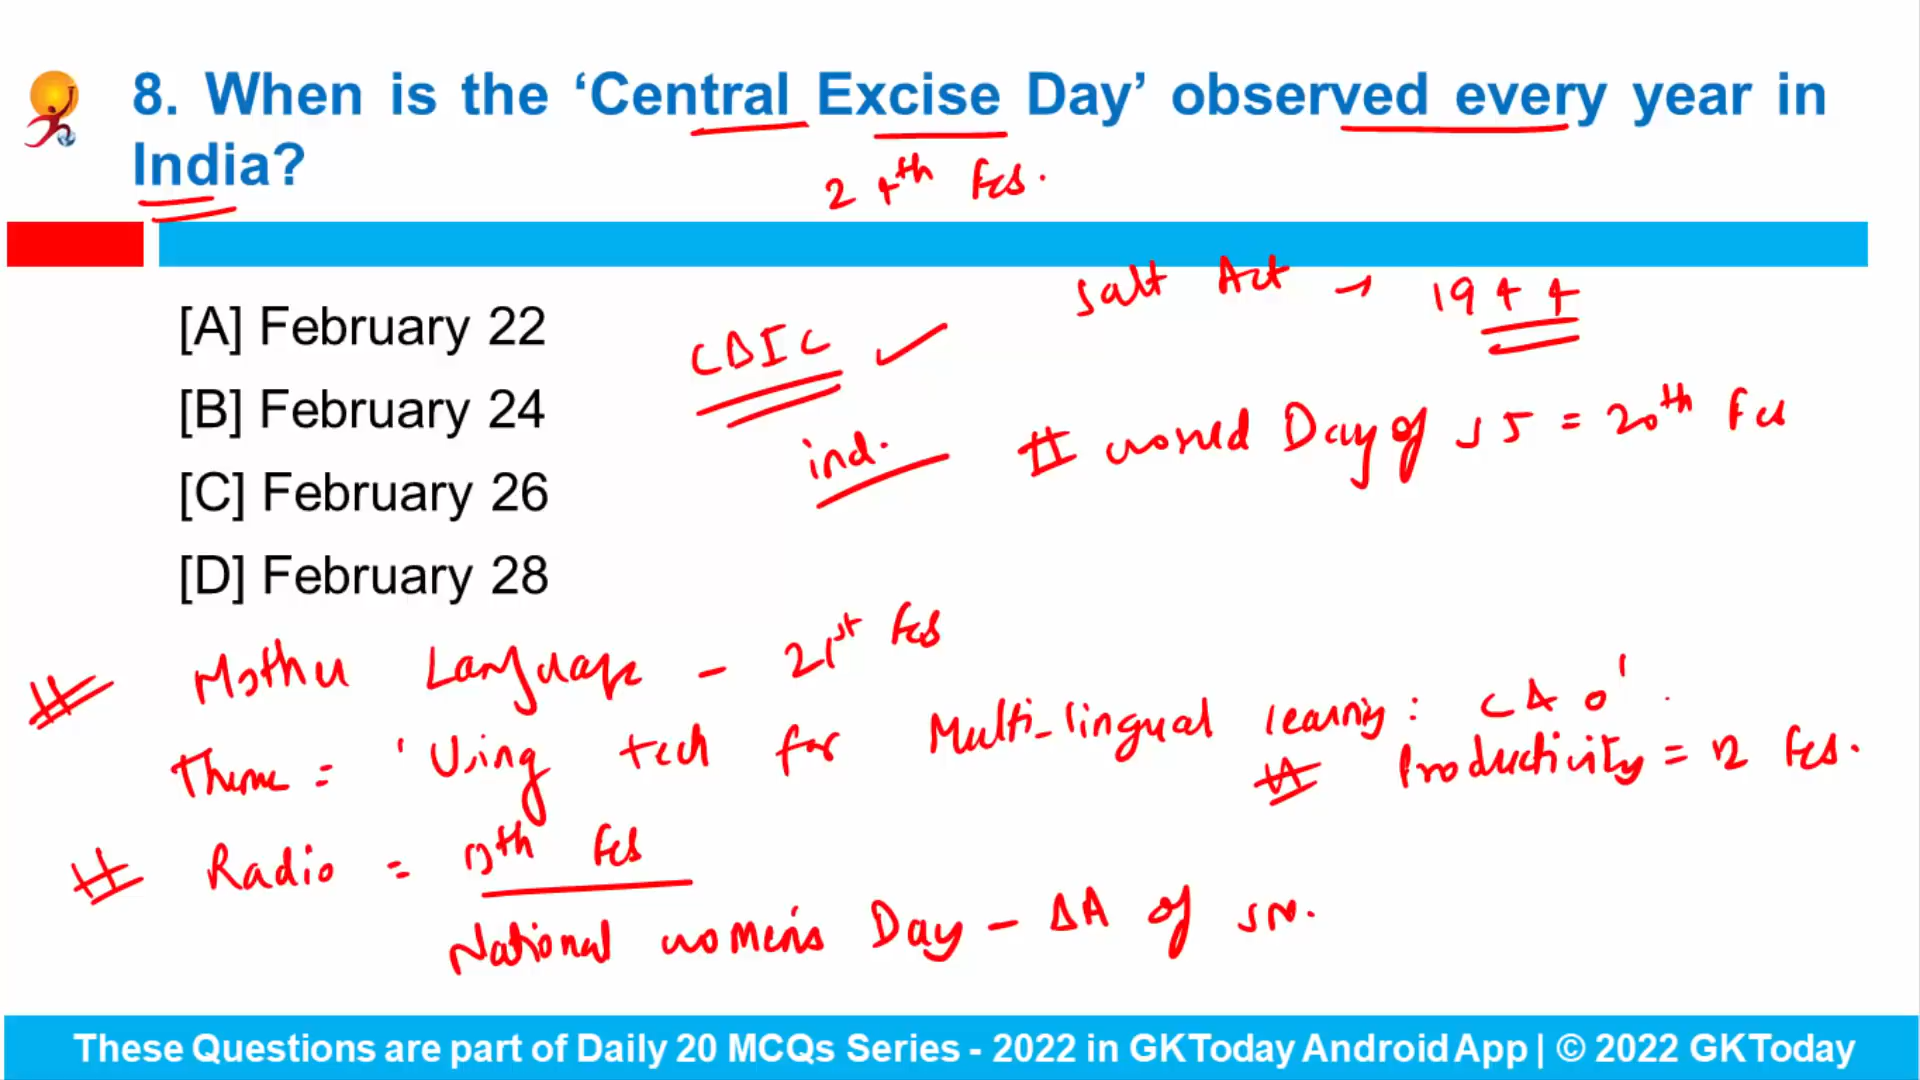 8. When is the ‘Central Excise Day’ observed every year in
India?
24th Feb.
Salt Act → 1944
[A] February 22
CBIC ✓
[B] February 24
ind.
# World Day of SJ = 20th Feb
[C] February 26
[D] February 28
# Mother Language - 21st Feb
Theme = 'Using tech for Multi-lingual learning: C & O'.
# Productivity = 12 Feb.
# Radio = 13th Feb
National women's Day - BA of SN.
These Questions are part of Daily 20 MCQs Series - 2022 in GKToday Android App | © 2022 GKToday